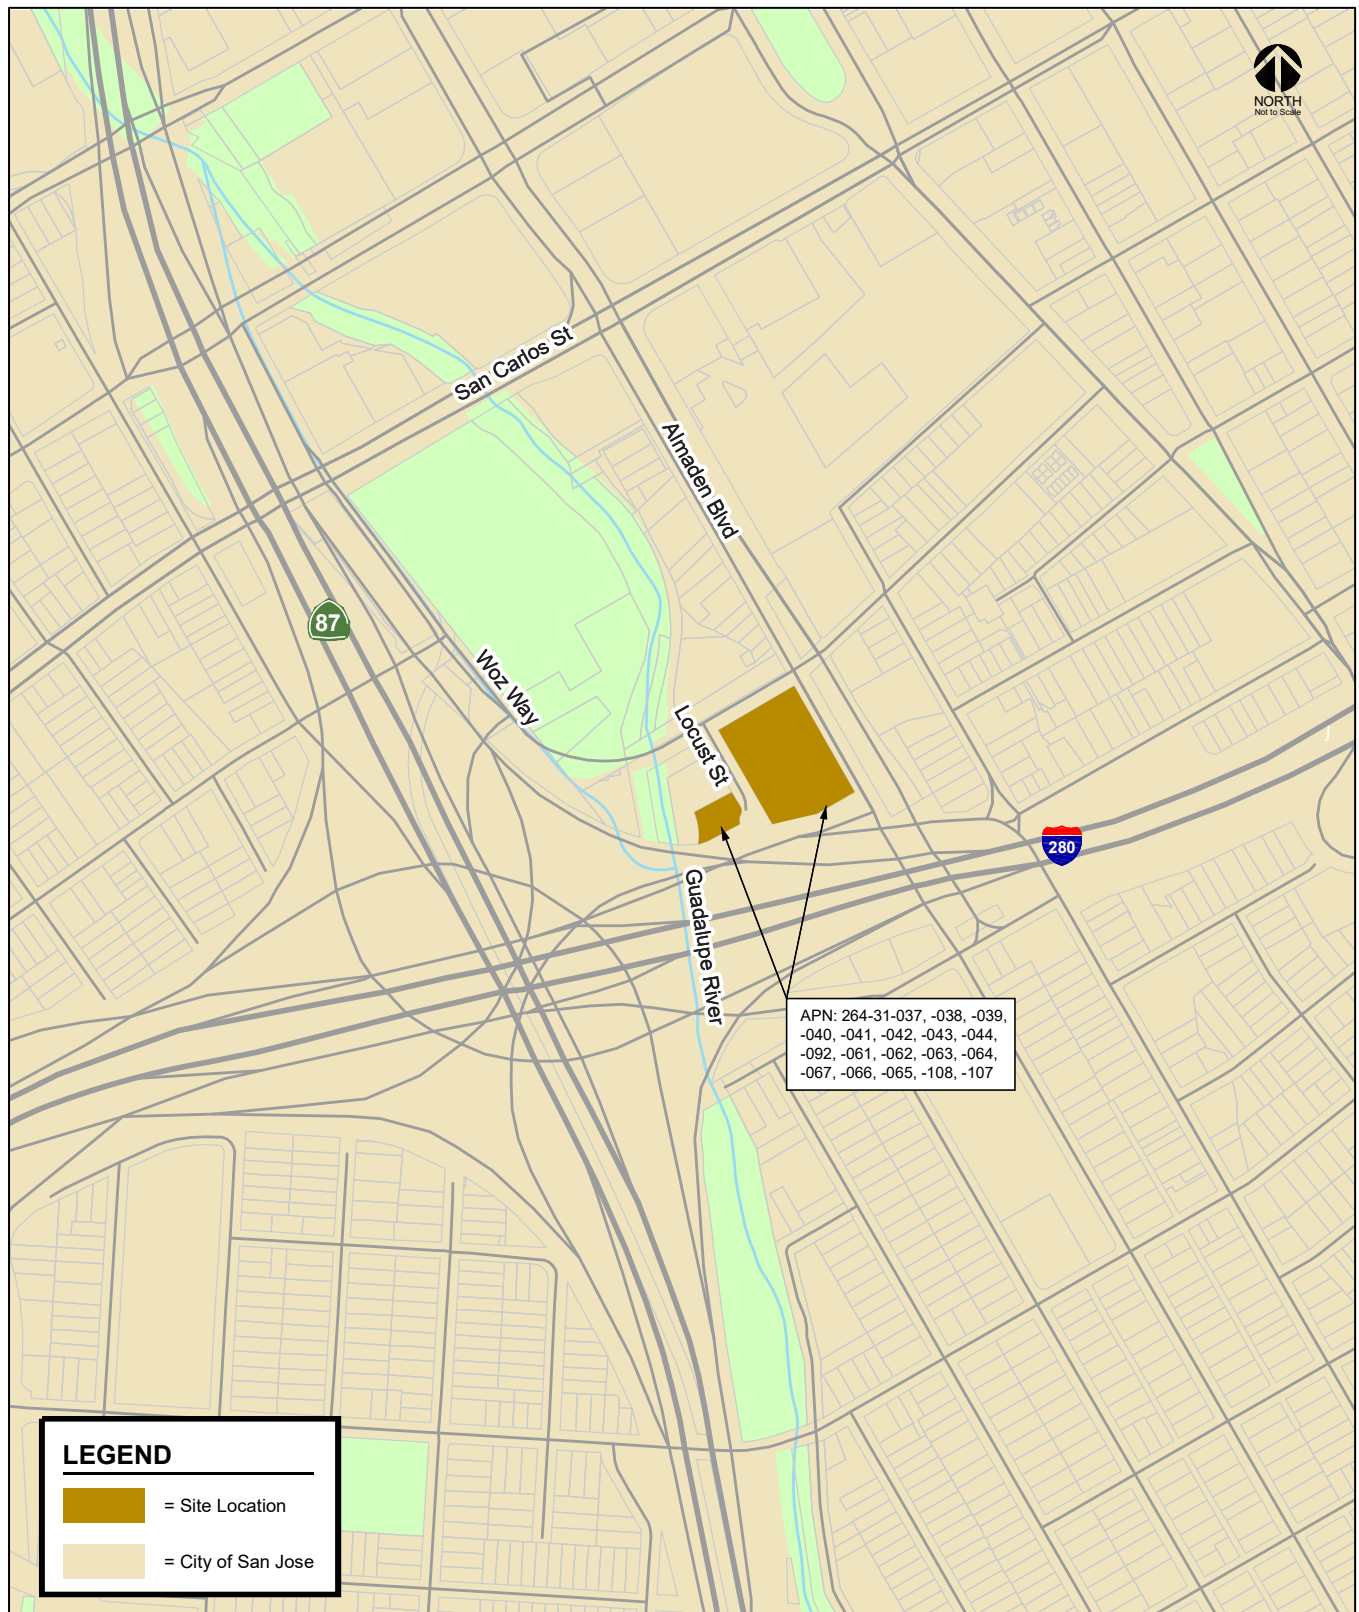 NORTH
Not to Scale
San Carlos St
Almaden Blvd
87
Woz Way
Locust St
280
Guadalupe River
APN: 264-31-037, -038, -039,
-040, -041, -042, -043, -044,
-092, -061, -062, -063, -064,
-067, -066, -065, -108, -107
LEGEND
= Site Location
= City of San Jose